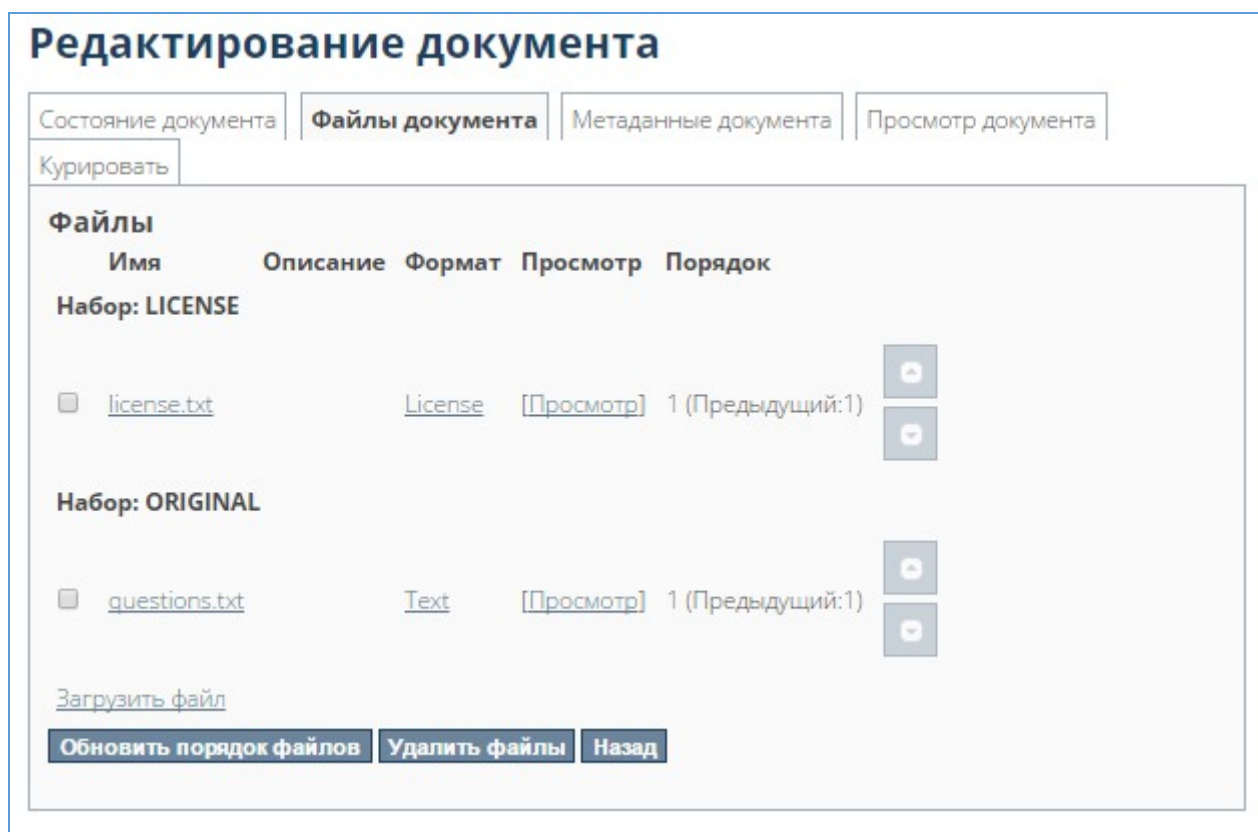 Редактирование документа
Состояние документа Файлы документа Метаданные документа Просмотр документа
Курировать
Файлы
Имя Описание Формат Просмотр Порядок
Набор: LICENSE
license.txt License [Просмотр] 1 (Предыдущий:1)
Набор: ORIGINAL
questions.txt Text [Просмотр] 1 (Предыдущий:1)
Загрузить файл
Обновить порядок файлов Удалить файлы Назад